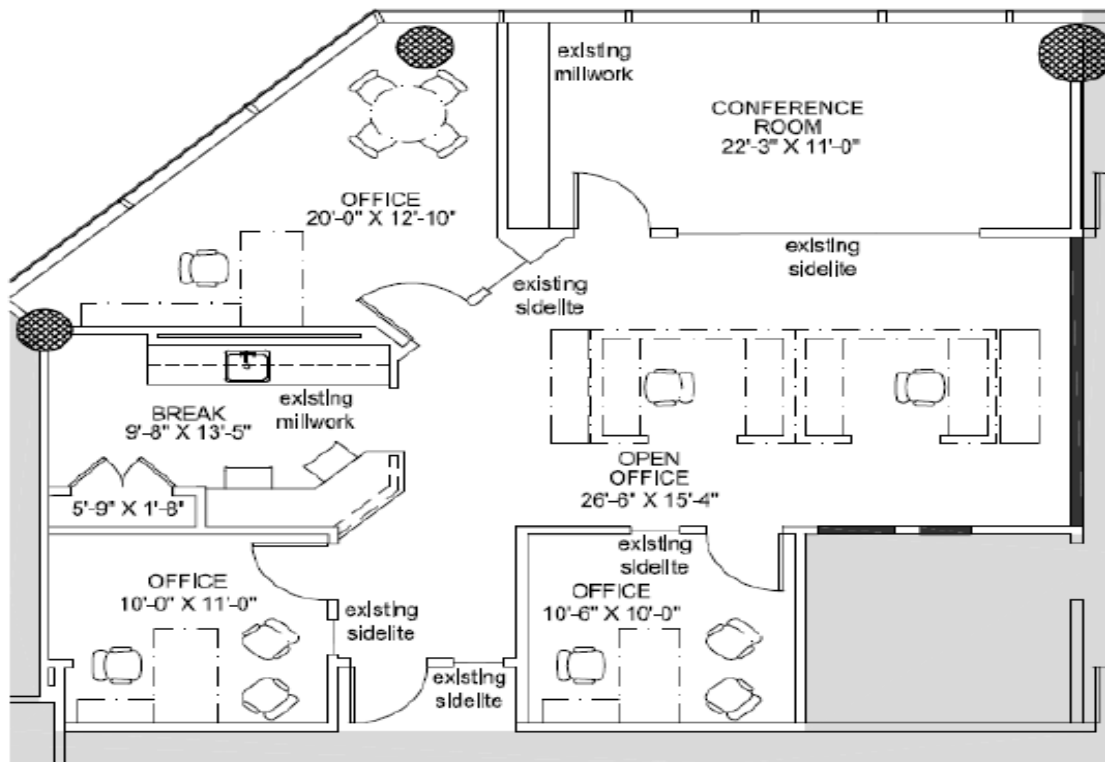 existing
millwork
CONFERENCE
ROOM
22'-3" X 11'-0"
OFFICE
20'-0" X 12'-10"
existing
sidelite
existing
sidelite
existing
millwork
BREAK
9'-8" X 13'-5"
5'-9" X 1'-8"
OPEN
OFFICE
26'-6" X 15'-4"
existing
sidelite
OFFICE
10'-0" X 11'-0"
OFFICE
10'-6" X 10'-0"
existing
sidelite
existing
sidelite